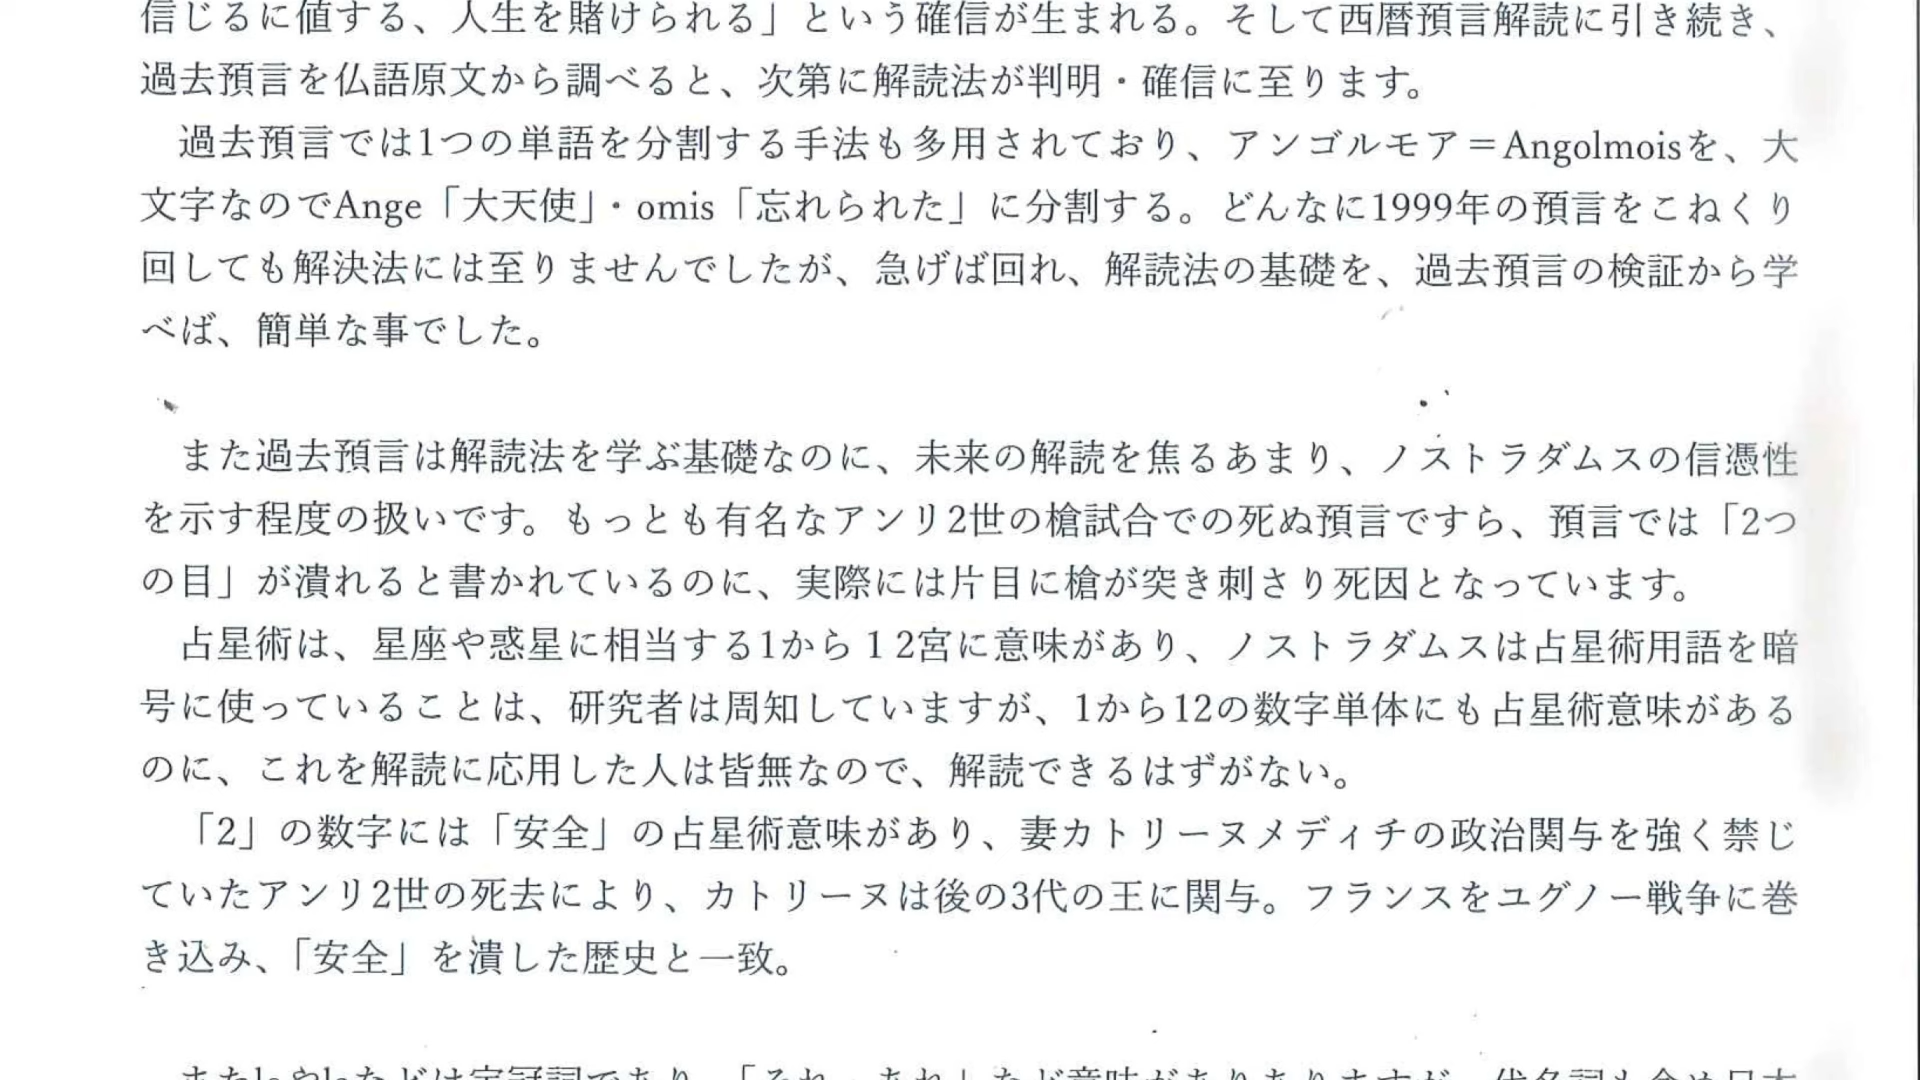 信じるに値する、人生を賭けられる」という確信が生まれる。そして西暦預言解読に引き続き、
過去預言を仏語原文から調べると、次第に解読法が判明・確信に至ります。
過去預言では1つの単語を分割する手法も多用されており、アンゴルモア＝Angolmoisを、大
文字なのでAnge「大天使」・omis「忘れられた」に分割する。どんなに1999年の預言をこねくり
回しても解決法には至りませんでしたが、急げば回れ、解読法の基礎を、過去預言の検証から学
べば、簡単な事でした。
また過去預言は解読法を学ぶ基礎なのに、未来の解読を焦るあまり、ノストラダムスの信憑性
を示す程度の扱いです。もっとも有名なアンリ2世の槍試合での死ぬ預言ですら、預言では「2つ
の目」が潰れると書かれているのに、実際には片目に槍が突き刺さり死因となっています。
占星術は、星座や惑星に相当する1から１2宮に意味があり、ノストラダムスは占星術用語を暗
号に使っていることは、研究者は周知していますが、1から12の数字単体にも占星術意味がある
のに、これを解読に応用した人は皆無なので、解読できるはずがない。
「2」の数字には「安全」の占星術意味があり、妻カトリーヌメディチの政治関与を強く禁じ
ていたアンリ2世の死去により、カトリーヌは後の3代の王に関与。フランスをユグノー戦争に巻
き込み、「安全」を潰した歴史と一致。